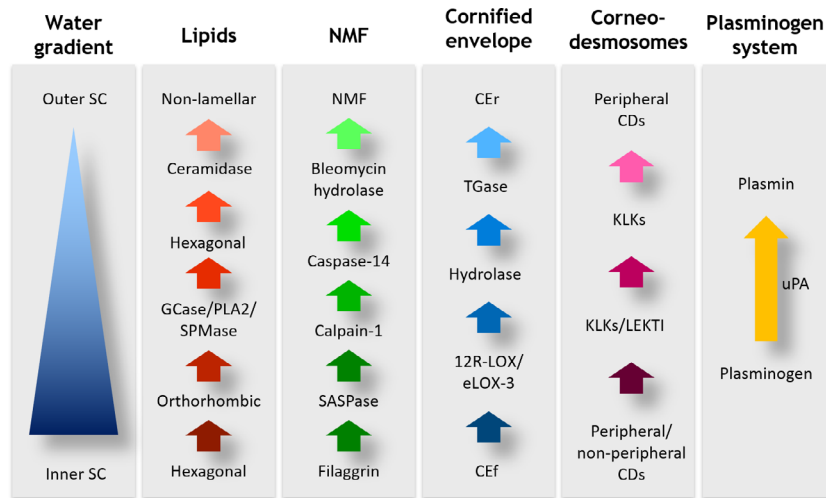 Water
gradient
Lipids
NMF
Cornified
envelope
Corneo-
desmosomes
Plasminogen
system
Outer SC
Inner SC
Non-lamellar
Ceramidase
Hexagonal
GCase/PLA2/
SPMase
Orthorhombic
Hexagonal
NMF
Bleomycin
hydrolase
Caspase-14
Calpain-1
SASPase
Filaggrin
CEr
TGase
Hydrolase
12R-LOX/
eLOX-3
CEf
Peripheral
CDs
KLKs
KLKs/LEKTI
Peripheral/
non-peripheral
CDs
Plasmin
uPA
Plasminogen